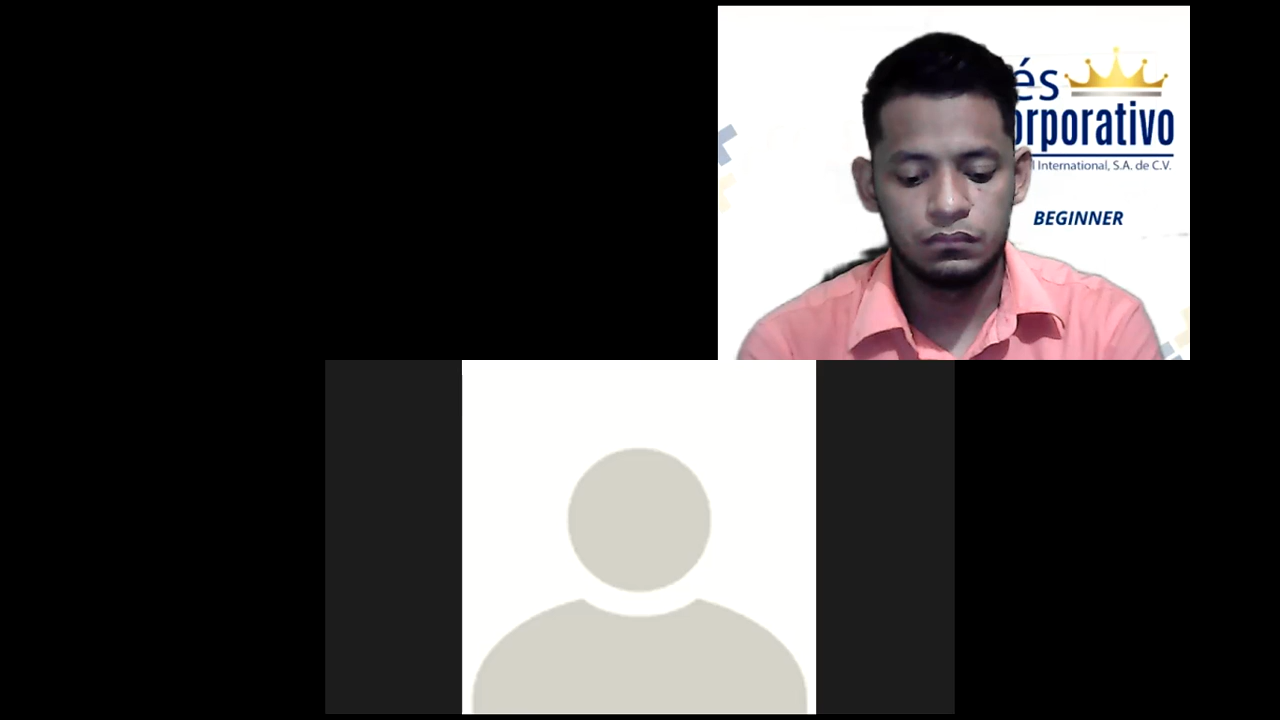 és
orporativo
l International, S.A. de C.V.
BEGINNER